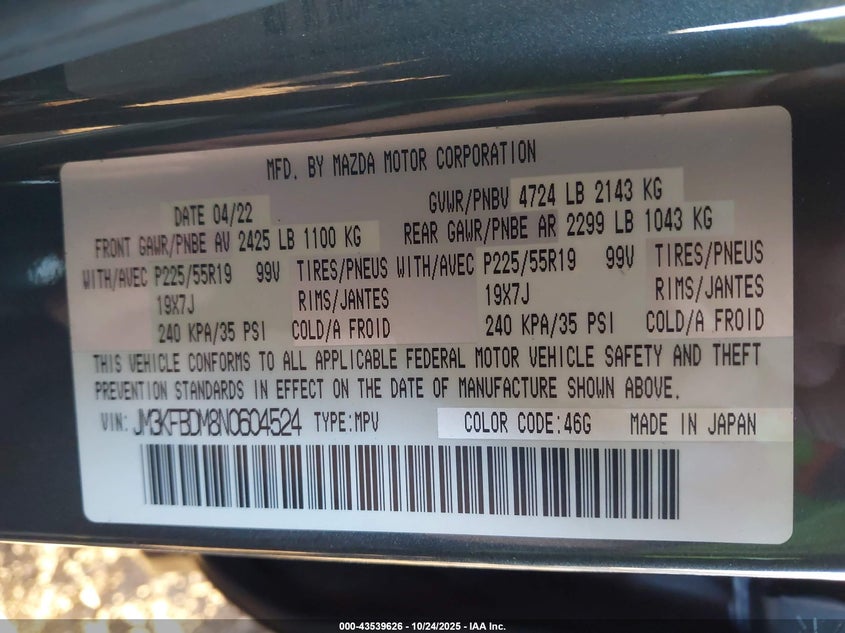 MFD. BY MAZDA MOTOR CORPORATION
DATE 04/22 GVWR/PNBV 4724 LB 2143 KG
FRONT GAWR/PNBE AV 2425 LB 1100 KG REAR GAWR/PNBE AR 2299 LB 1043 KG
WITH/AVEC P225/55R19 99V TIRES/PNEUS WITH/AVEC P225/55R19 99V TIRES/PNEUS
19X7J RIMS/JANTES 19X7J RIMS/JANTES
240 KPA/35 PSI COLD/A FROID 240 KPA/35 PSI COLD/A FROID
THIS VEHICLE CONFORMS TO ALL APPLICABLE FEDERAL MOTOR VEHICLE SAFETY AND THEFT
PREVENTION STANDARDS IN EFFECT ON THE DATE OF MANUFACTURE SHOWN ABOVE.
VIN: JM3KFBDM8N0604524 TYPE:MPV COLOR CODE:46G MADE IN JAPAN
000-43539626 - 10/24/2025 - IAA Inc.